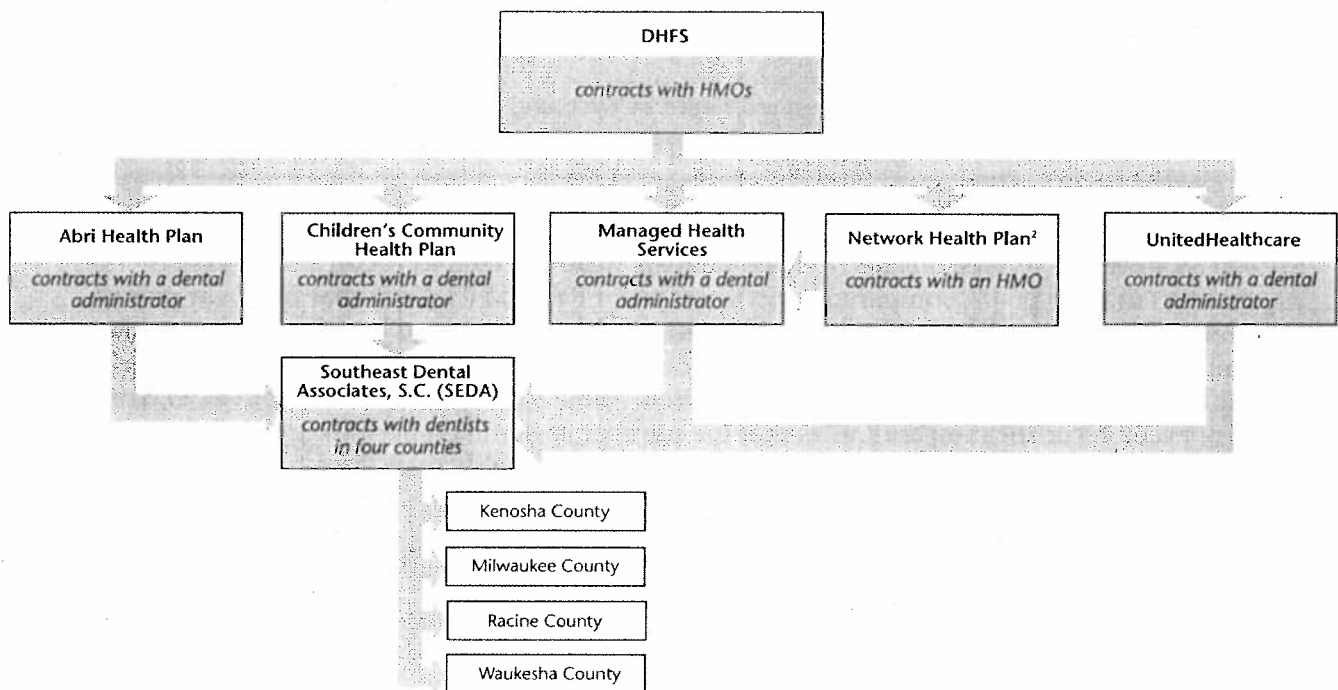 DHFS
contracts with HMOs
Abri Health Plan
contracts with a dental
administrator
Children's Community
Health Plan
contracts with a dental
administrator
Managed Health
Services
contracts with a dental
administrator
Network Health Plan²
contracts with an HMO
UnitedHealthcare
contracts with a dental
administrator
Southeast Dental
Associates, S.C. (SEDA)
contracts with dentists
in four counties
Kenosha County
Milwaukee County
Racine County
Waukesha County